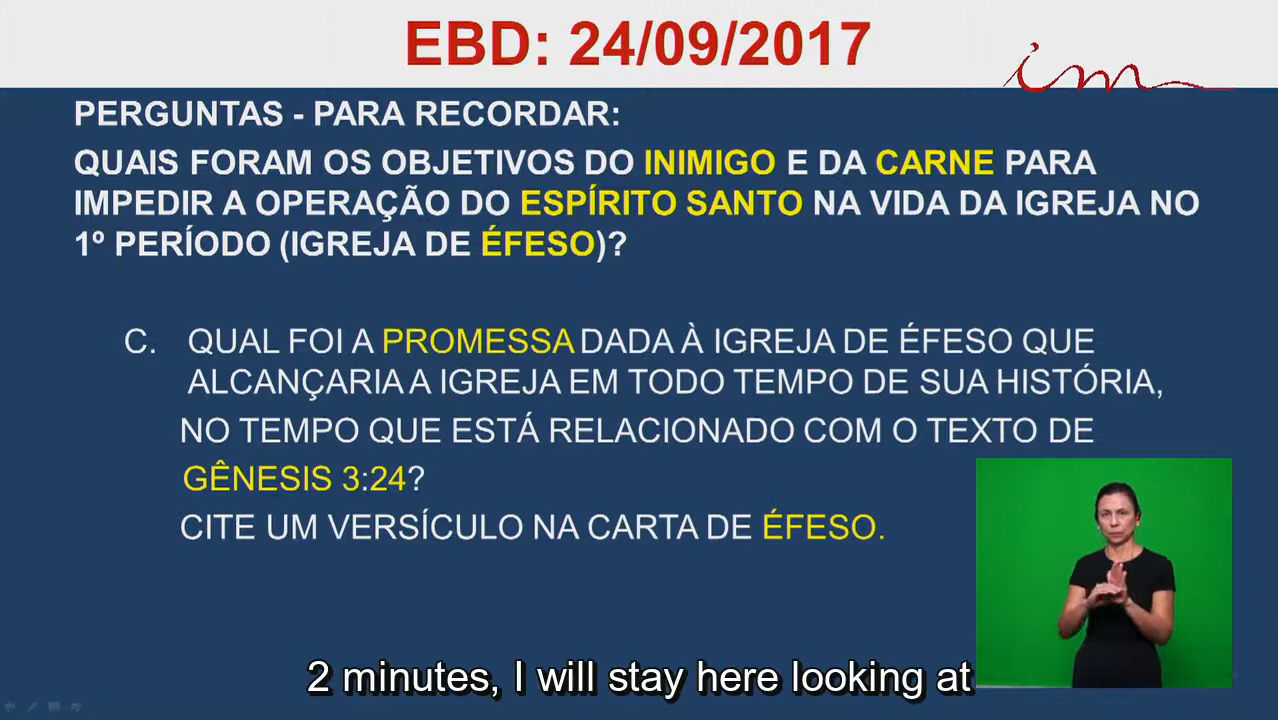 EBD: 24/09/2017
im
PERGUNTAS - PARA RECORDAR:
QUAIS FORAM OS OBJETIVOS DO INIMIGO E DA CARNE PARA
IMPEDIR A OPERAÇÃO DO ESPÍRITO SANTO NA VIDA DA IGREJA NO
1º PERÍODO (IGREJA DE ÉFESO)?
C. QUAL FOI A PROMESSA DADA À IGREJA DE ÉFESO QUE
ALCANÇARIA A IGREJA EM TODO TEMPO DE SUA HISTÓRIA,
NO TEMPO QUE ESTÁ RELACIONADO COM O TEXTO DE
GÊNESIS 3:24?
CITE UM VERSÍCULO NA CARTA DE ÉFESO.
2 minutes, I will stay here looking at